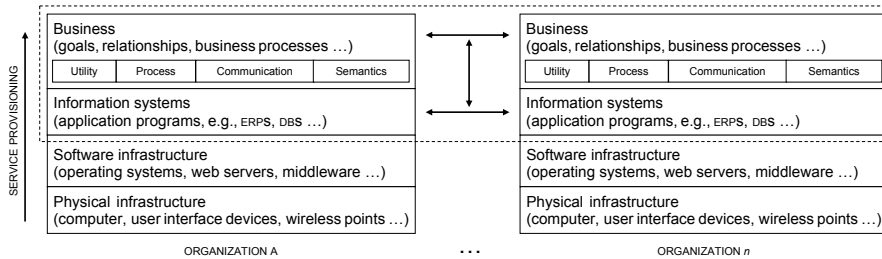 SERVICE PROVISIONING
Business
(goals, relationships, business processes …)
Utility Process Communication Semantics
Information systems
(application programs, e.g., ERPs, DBs …)
Software infrastructure
(operating systems, web servers, middleware …)
Physical infrastructure
(computer, user interface devices, wireless points …)
ORGANIZATION A
…
Business
(goals, relationships, business processes …)
Utility Process Communication Semantics
Information systems
(application programs, e.g., ERPs, DBs …)
Software infrastructure
(operating systems, web servers, middleware …)
Physical infrastructure
(computer, user interface devices, wireless points …)
ORGANIZATION n